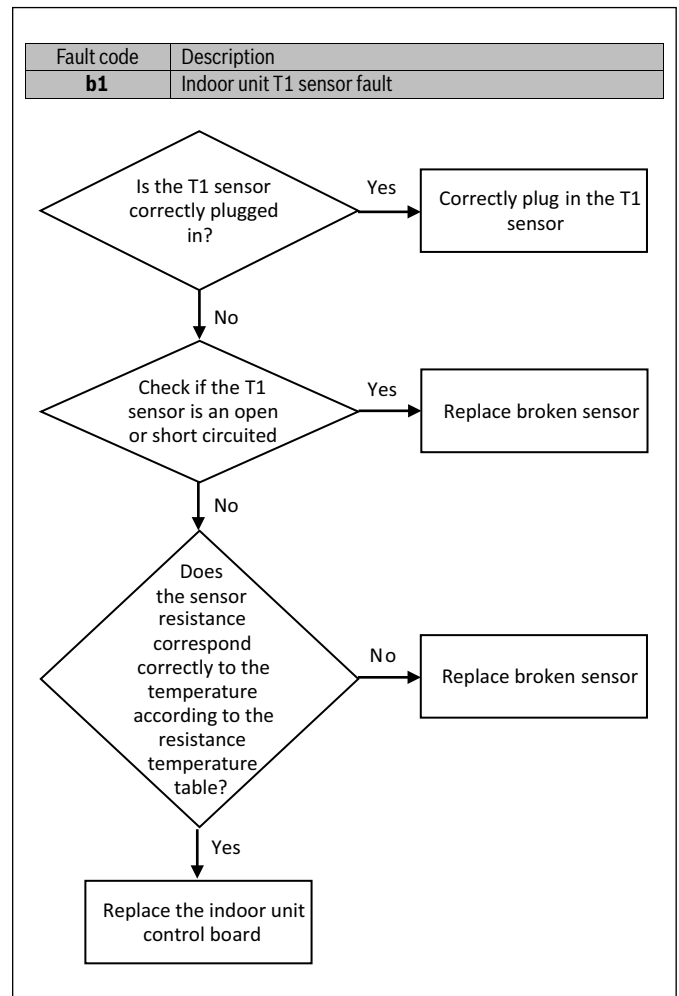 Fault code Description
b1 Indoor unit T1 sensor fault
Is the T1 sensor
correctly plugged
in?
Yes
Correctly plug in the T1
sensor
No
Check if the T1
sensor is an open
or short circuited
Yes
Replace broken sensor
No
Does
the sensor
resistance
correspond
correctly to the
temperature
according to the
resistance
temperature
table?
No
Replace broken sensor
Yes
Replace the indoor unit
control board